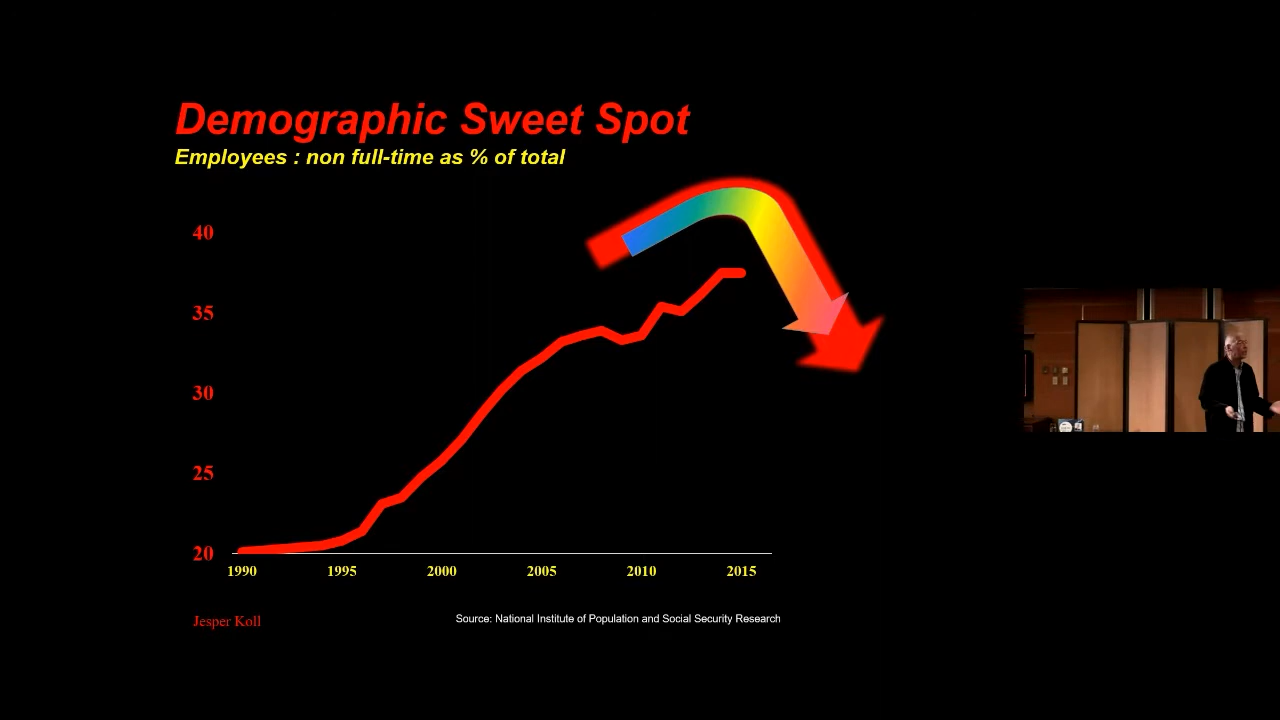 Demographic Sweet Spot
Employees : non full-time as % of total
40
35
30
25
20
1990 1995 2000 2005 2010 2015
Jesper Koll
Source: National Institute of Population and Social Security Research